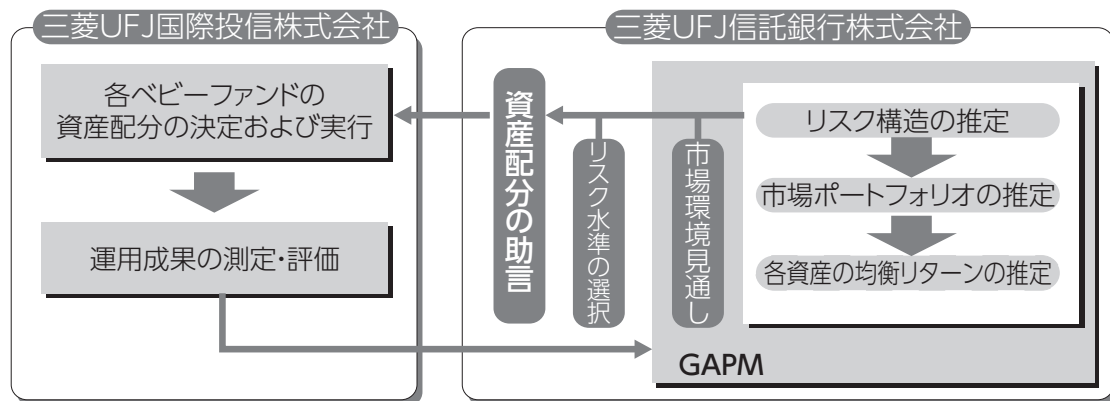 三菱UFJ国際投信株式会社
各ベビーファンドの
資産配分の決定および実行
運用成果の測定・評価
三菱UFJ信託銀行株式会社
資産配分の助言
リスク水準の選択
市場環境見通し
リスク構造の推定
市場ポートフォリオの推定
各資産の均衡リターンの推定
GAPM